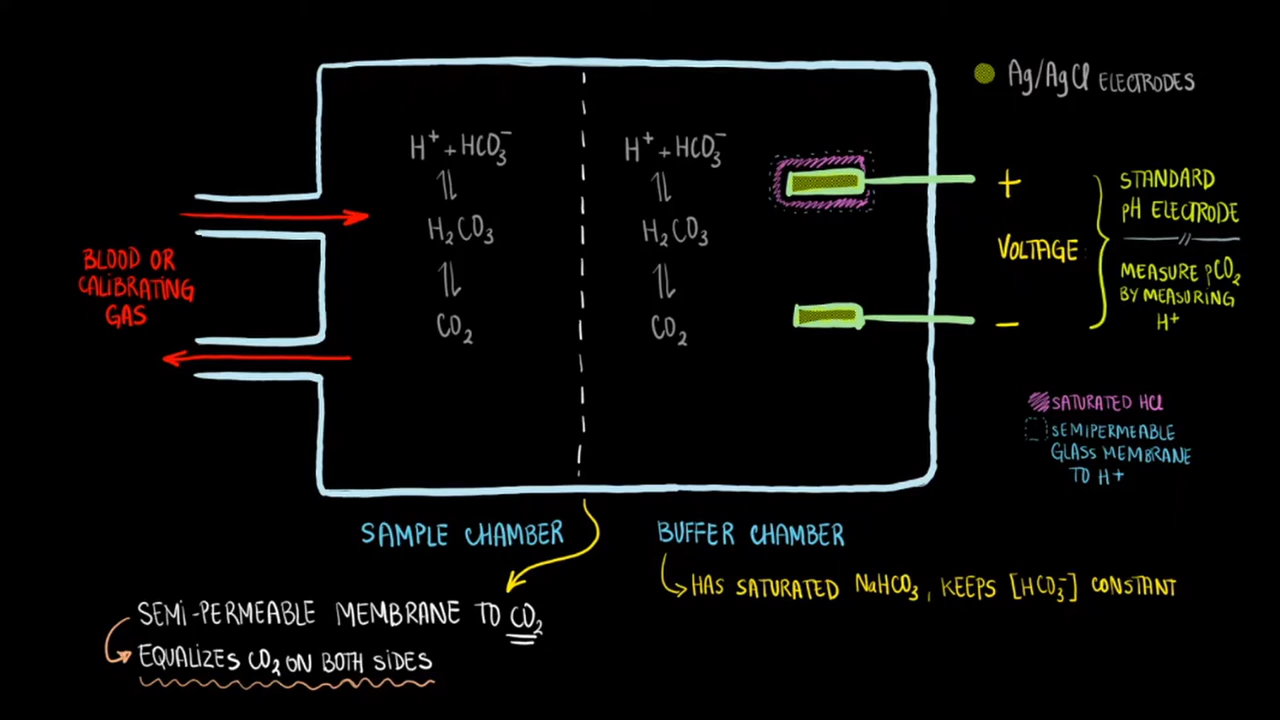 Ag/AgCl ELECTRODES
H⁺ + HCO₃⁻
⇌
H₂CO₃
⇌
CO₂
H⁺ + HCO₃⁻
⇌
H₂CO₃
⇌
CO₂
BLOOD OR
CALIBRATING
GAS
+
VOLTAGE
–
STANDARD
pH ELECTRODE
//
MEASURE pCO₂
BY MEASURING
H+
SATURATED HCl
SEMIPERMEABLE
GLASS MEMBRANE
TO H+
SAMPLE CHAMBER
BUFFER CHAMBER
HAS SATURATED NaHCO₃, KEEPS [HCO₃⁻] CONSTANT
SEMI-PERMEABLE MEMBRANE TO CO₂
EQUALIZES CO₂ ON BOTH SIDES